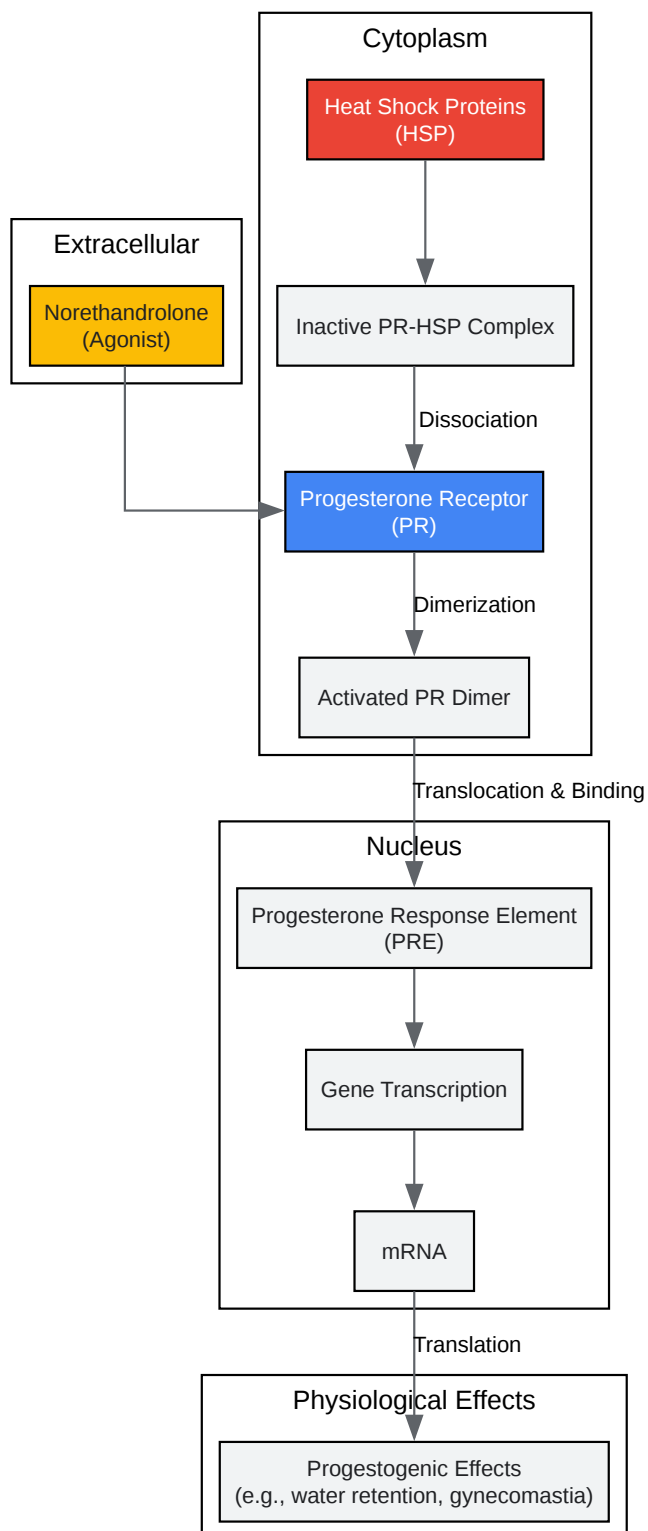 Cytoplasm
Heat Shock Proteins
(HSP)
Extracellular
Norethandrolone
(Agonist)
Inactive PR-HSP Complex
Dissociation
Progesterone Receptor
(PR)
Dimerization
Activated PR Dimer
Translocation & Binding
Nucleus
Progesterone Response Element
(PRE)
Gene Transcription
mRNA
Translation
Physiological Effects
Progestogenic Effects
(e.g., water retention, gynecomastia)